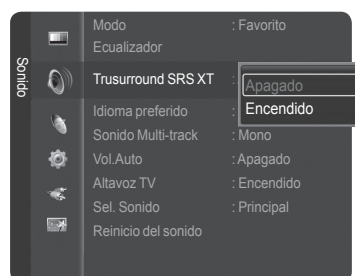 Sonido
Modo : Favorito
Ecualizador
Trusurround SRS XT : Apagado
Encendido
Idioma preferido :
Sonido Multi-track : Mono
Vol.Auto : Apagado
Altavoz TV : Encendido
Sel. Sonido : Principal
Reinicio del sonido